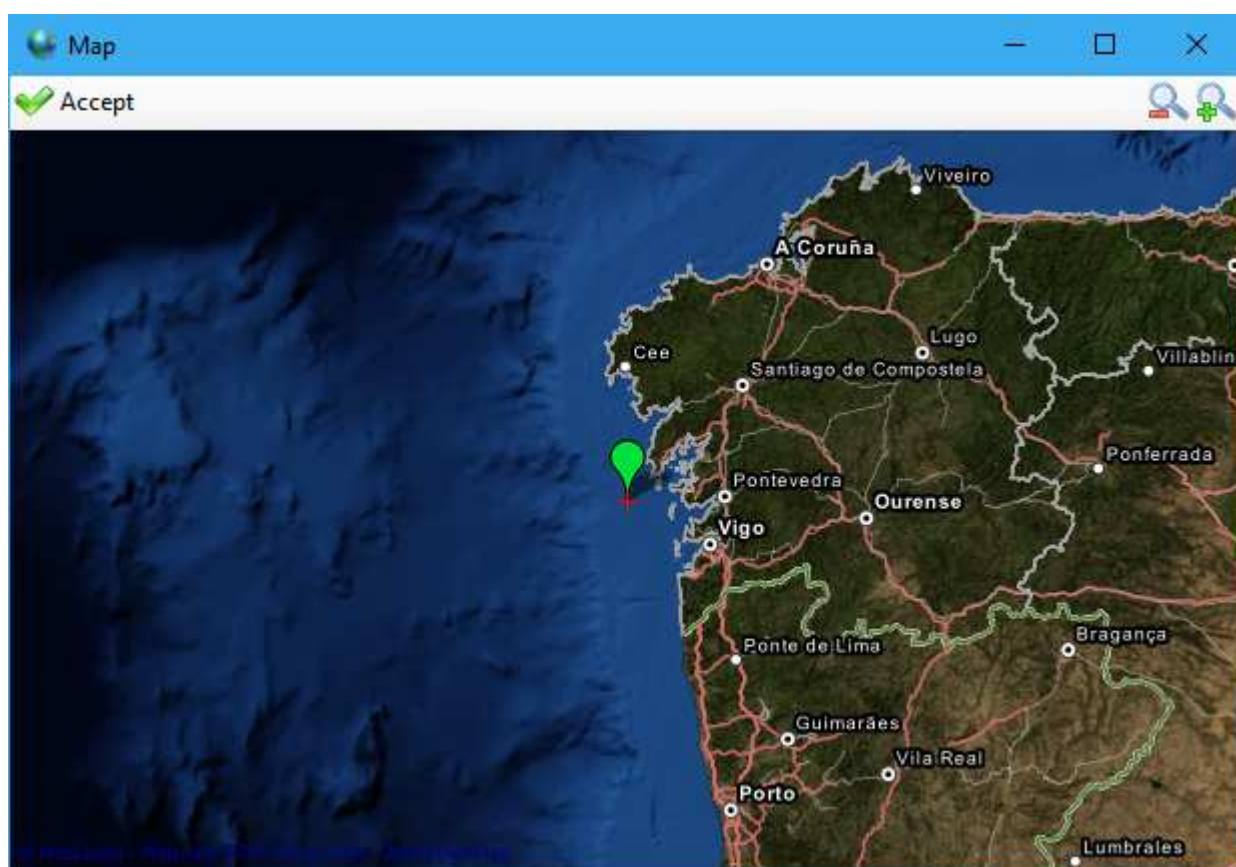 Map
Accept
Viveiro
A Coruña
Lugo
Cee
Villablin
Santiago de Compostela
Ponferrada
Pontevedra
Ourense
Vigo
Bragança
Ponte de Lima
Guimarães
Vila Real
Porto
Lumbrales